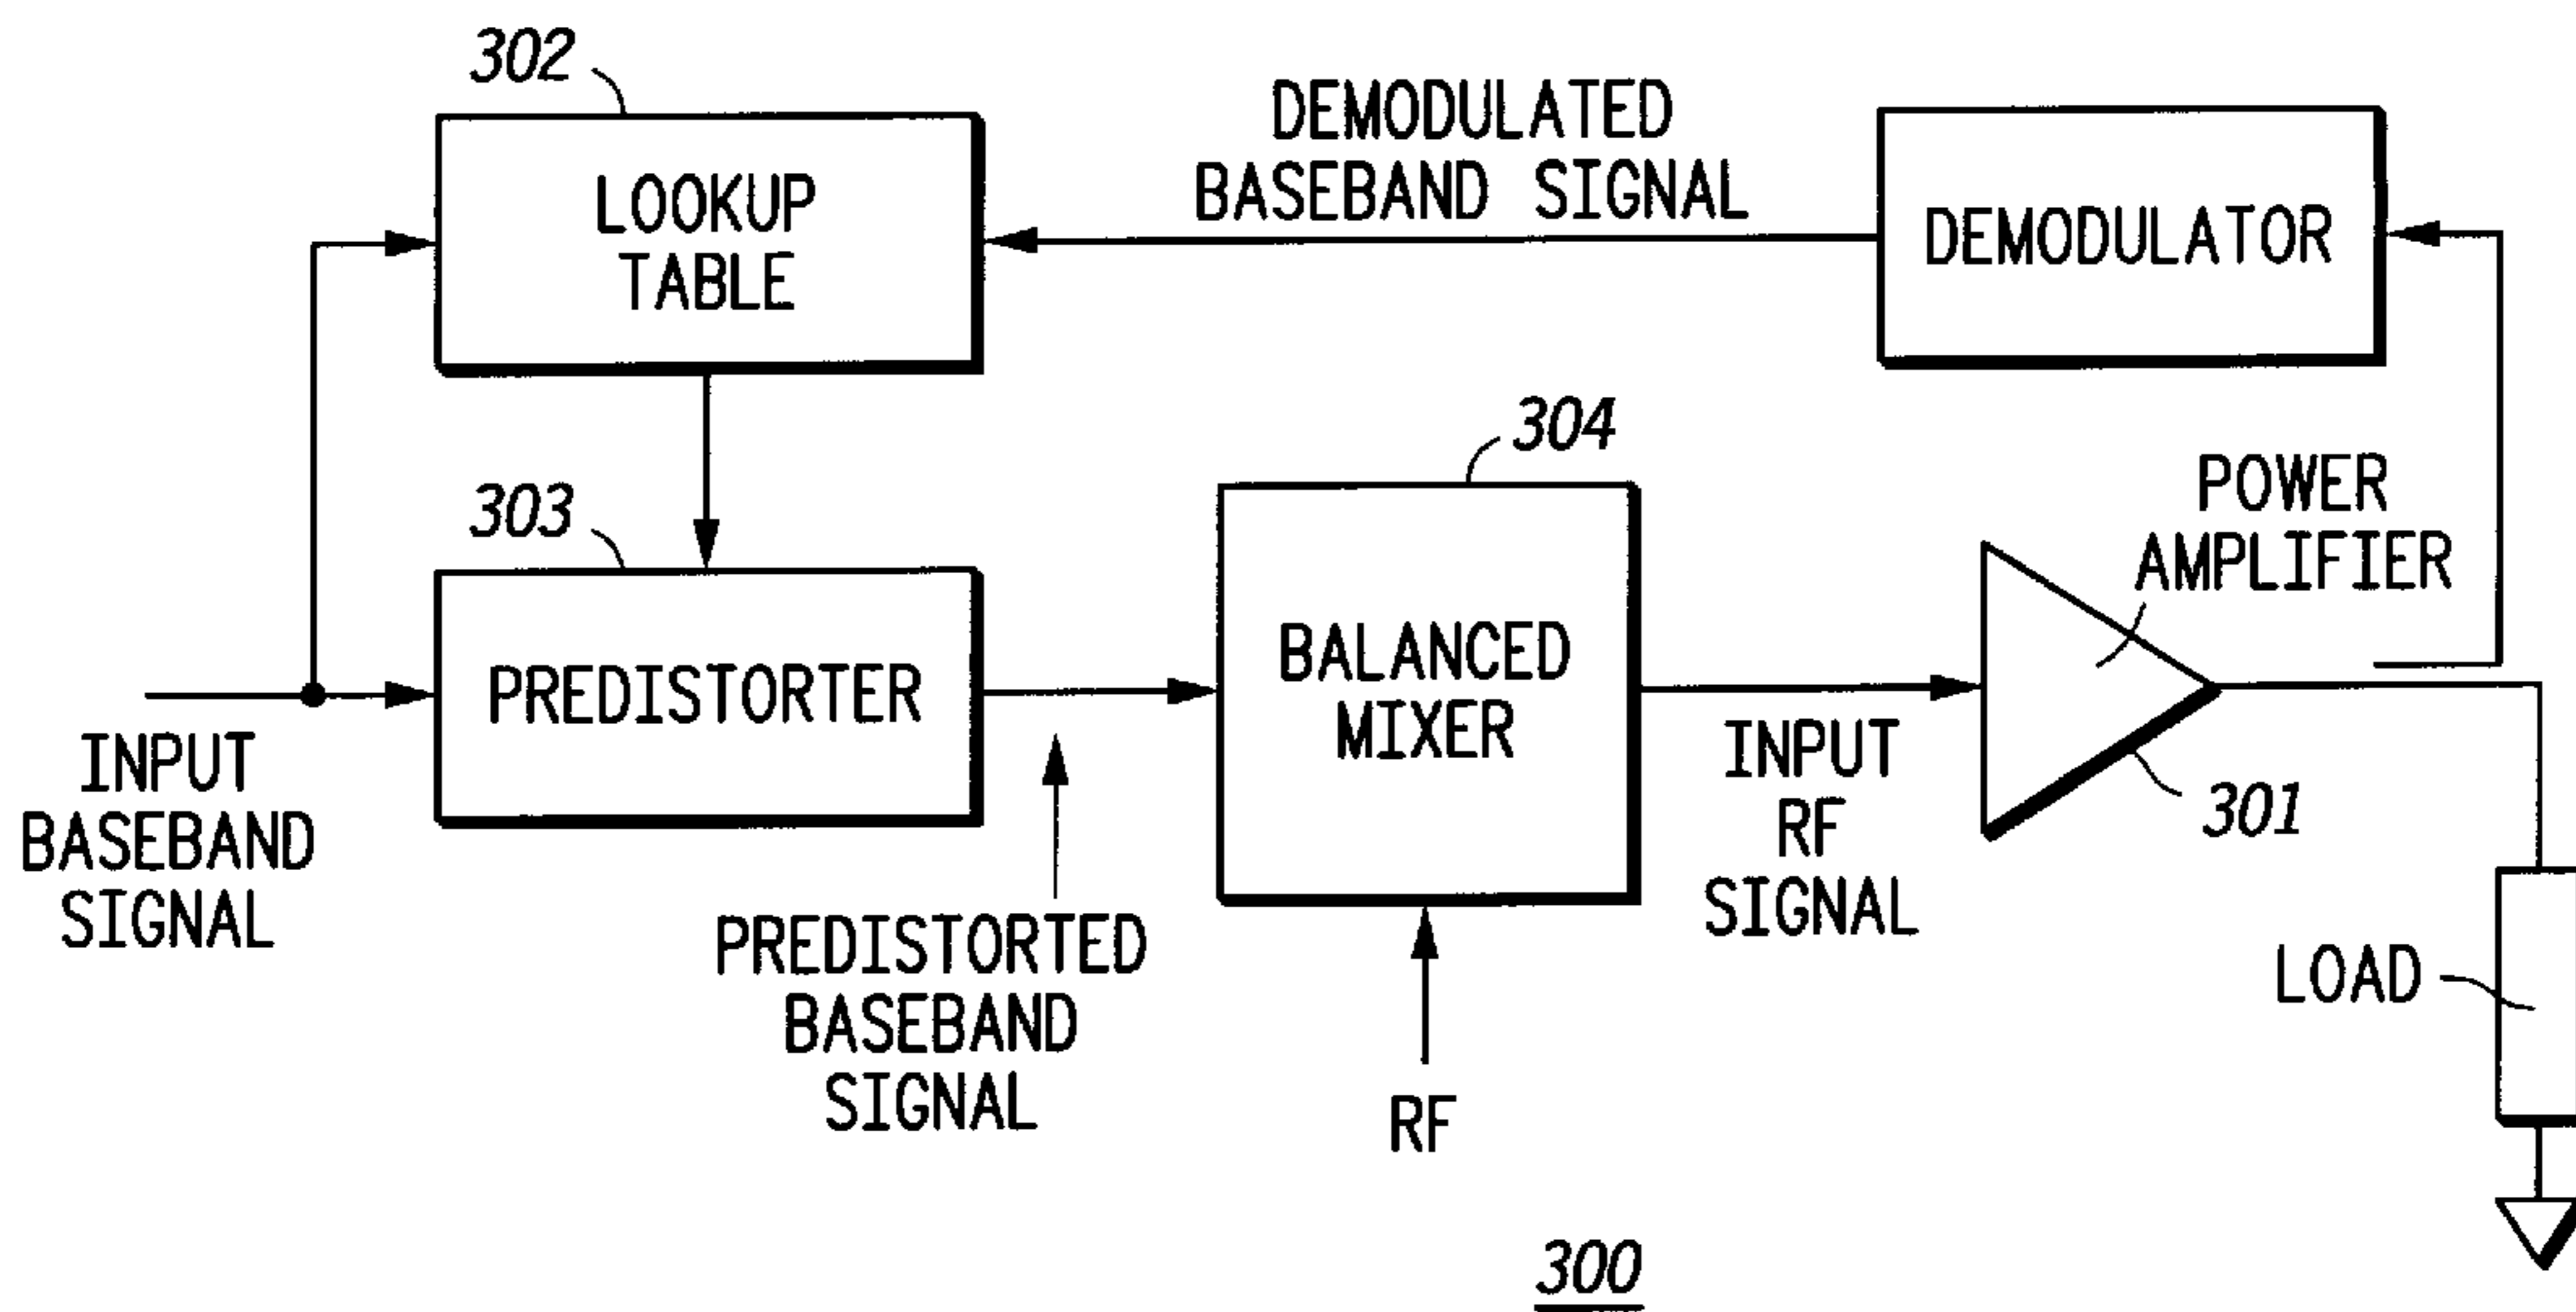 302
LOOKUP
TABLE
DEMODULATED
BASEBAND SIGNAL
DEMODULATOR
303
PREDISTORTER
304
BALANCED
MIXER
POWER
AMPLIFIER
301
INPUT
BASEBAND
SIGNAL
PREDISTORTED
BASEBAND
SIGNAL
RF
INPUT
RF
SIGNAL
LOAD
300